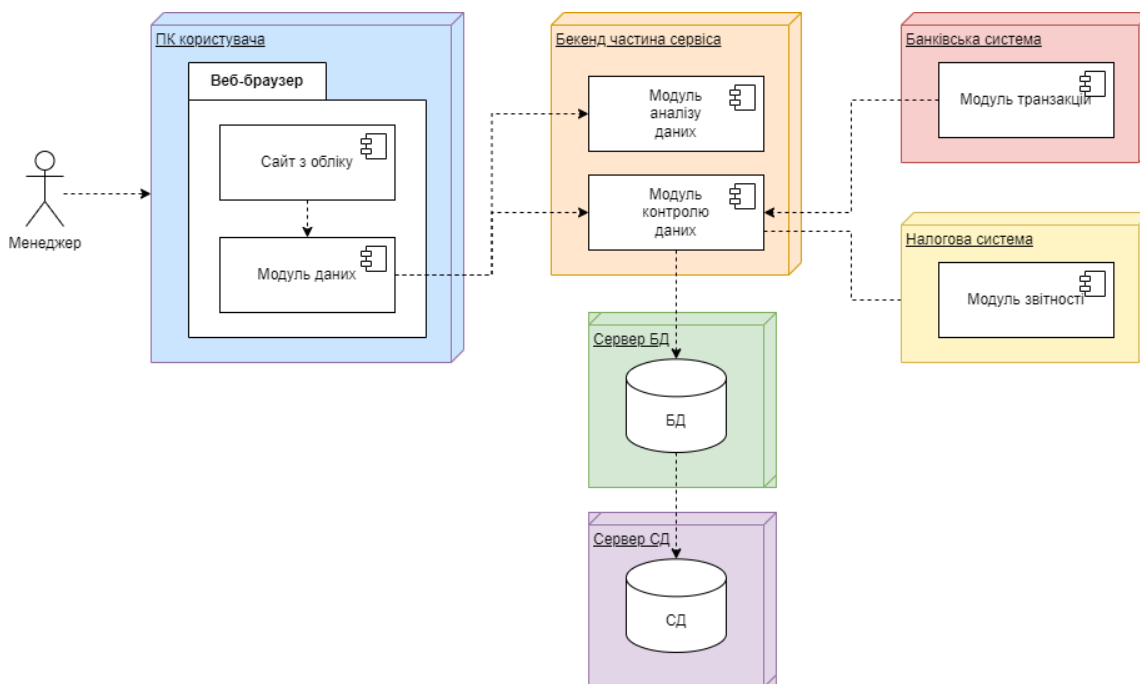 ПК користувача
Веб-браузер
Сайт з обліку
Модуль даних
Менеджер
Бекенд частина сервіса
Модуль
аналізу
даних
Модуль
контролю
даних
Банківська система
Модуль транзакцій
Налогова система
Модуль звітності
Сервер БД
БД
Сервер СД
СД